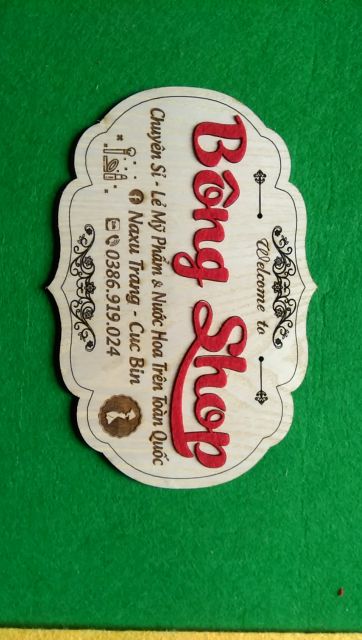 Welcome to
Bông Shop
Chuyên Sỉ - Lẻ Mỹ Phẩm & Nước Hoa Trên Toàn Quốc
Naxu Trang - Cuc Bin
0386.919.024